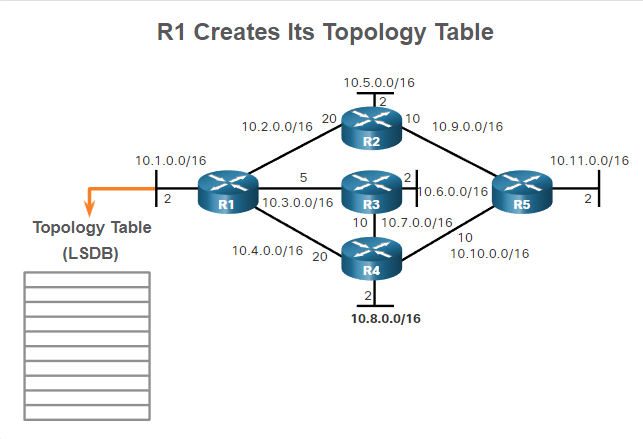 R1 Creates Its Topology Table
10.5.0.0/16
2
10.2.0.0/16
20
10
10.9.0.0/16
R2
10.1.0.0/16
10.11.0.0/16
2
R1
5
10.3.0.0/16
R3
2
10.6.0.0/16
R5
2
Topology Table
(LSDB)
10
10.7.0.0/16
10.4.0.0/16
20
R4
10
10.10.0.0/16
2
10.8.0.0/16